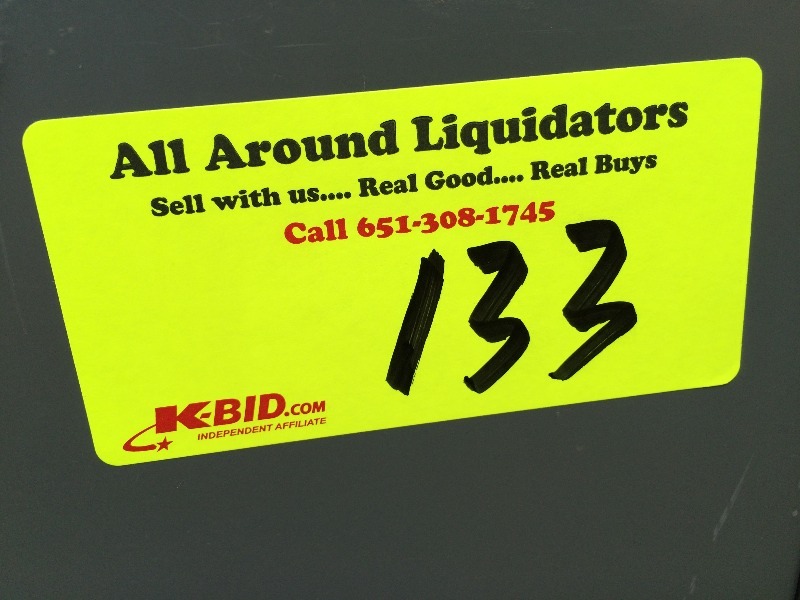 All Around Liquidators
Sell with us.... Real Good.... Real Buys
Call 651-308-1745
133
K-BID.COM
INDEPENDENT AFFILIATE